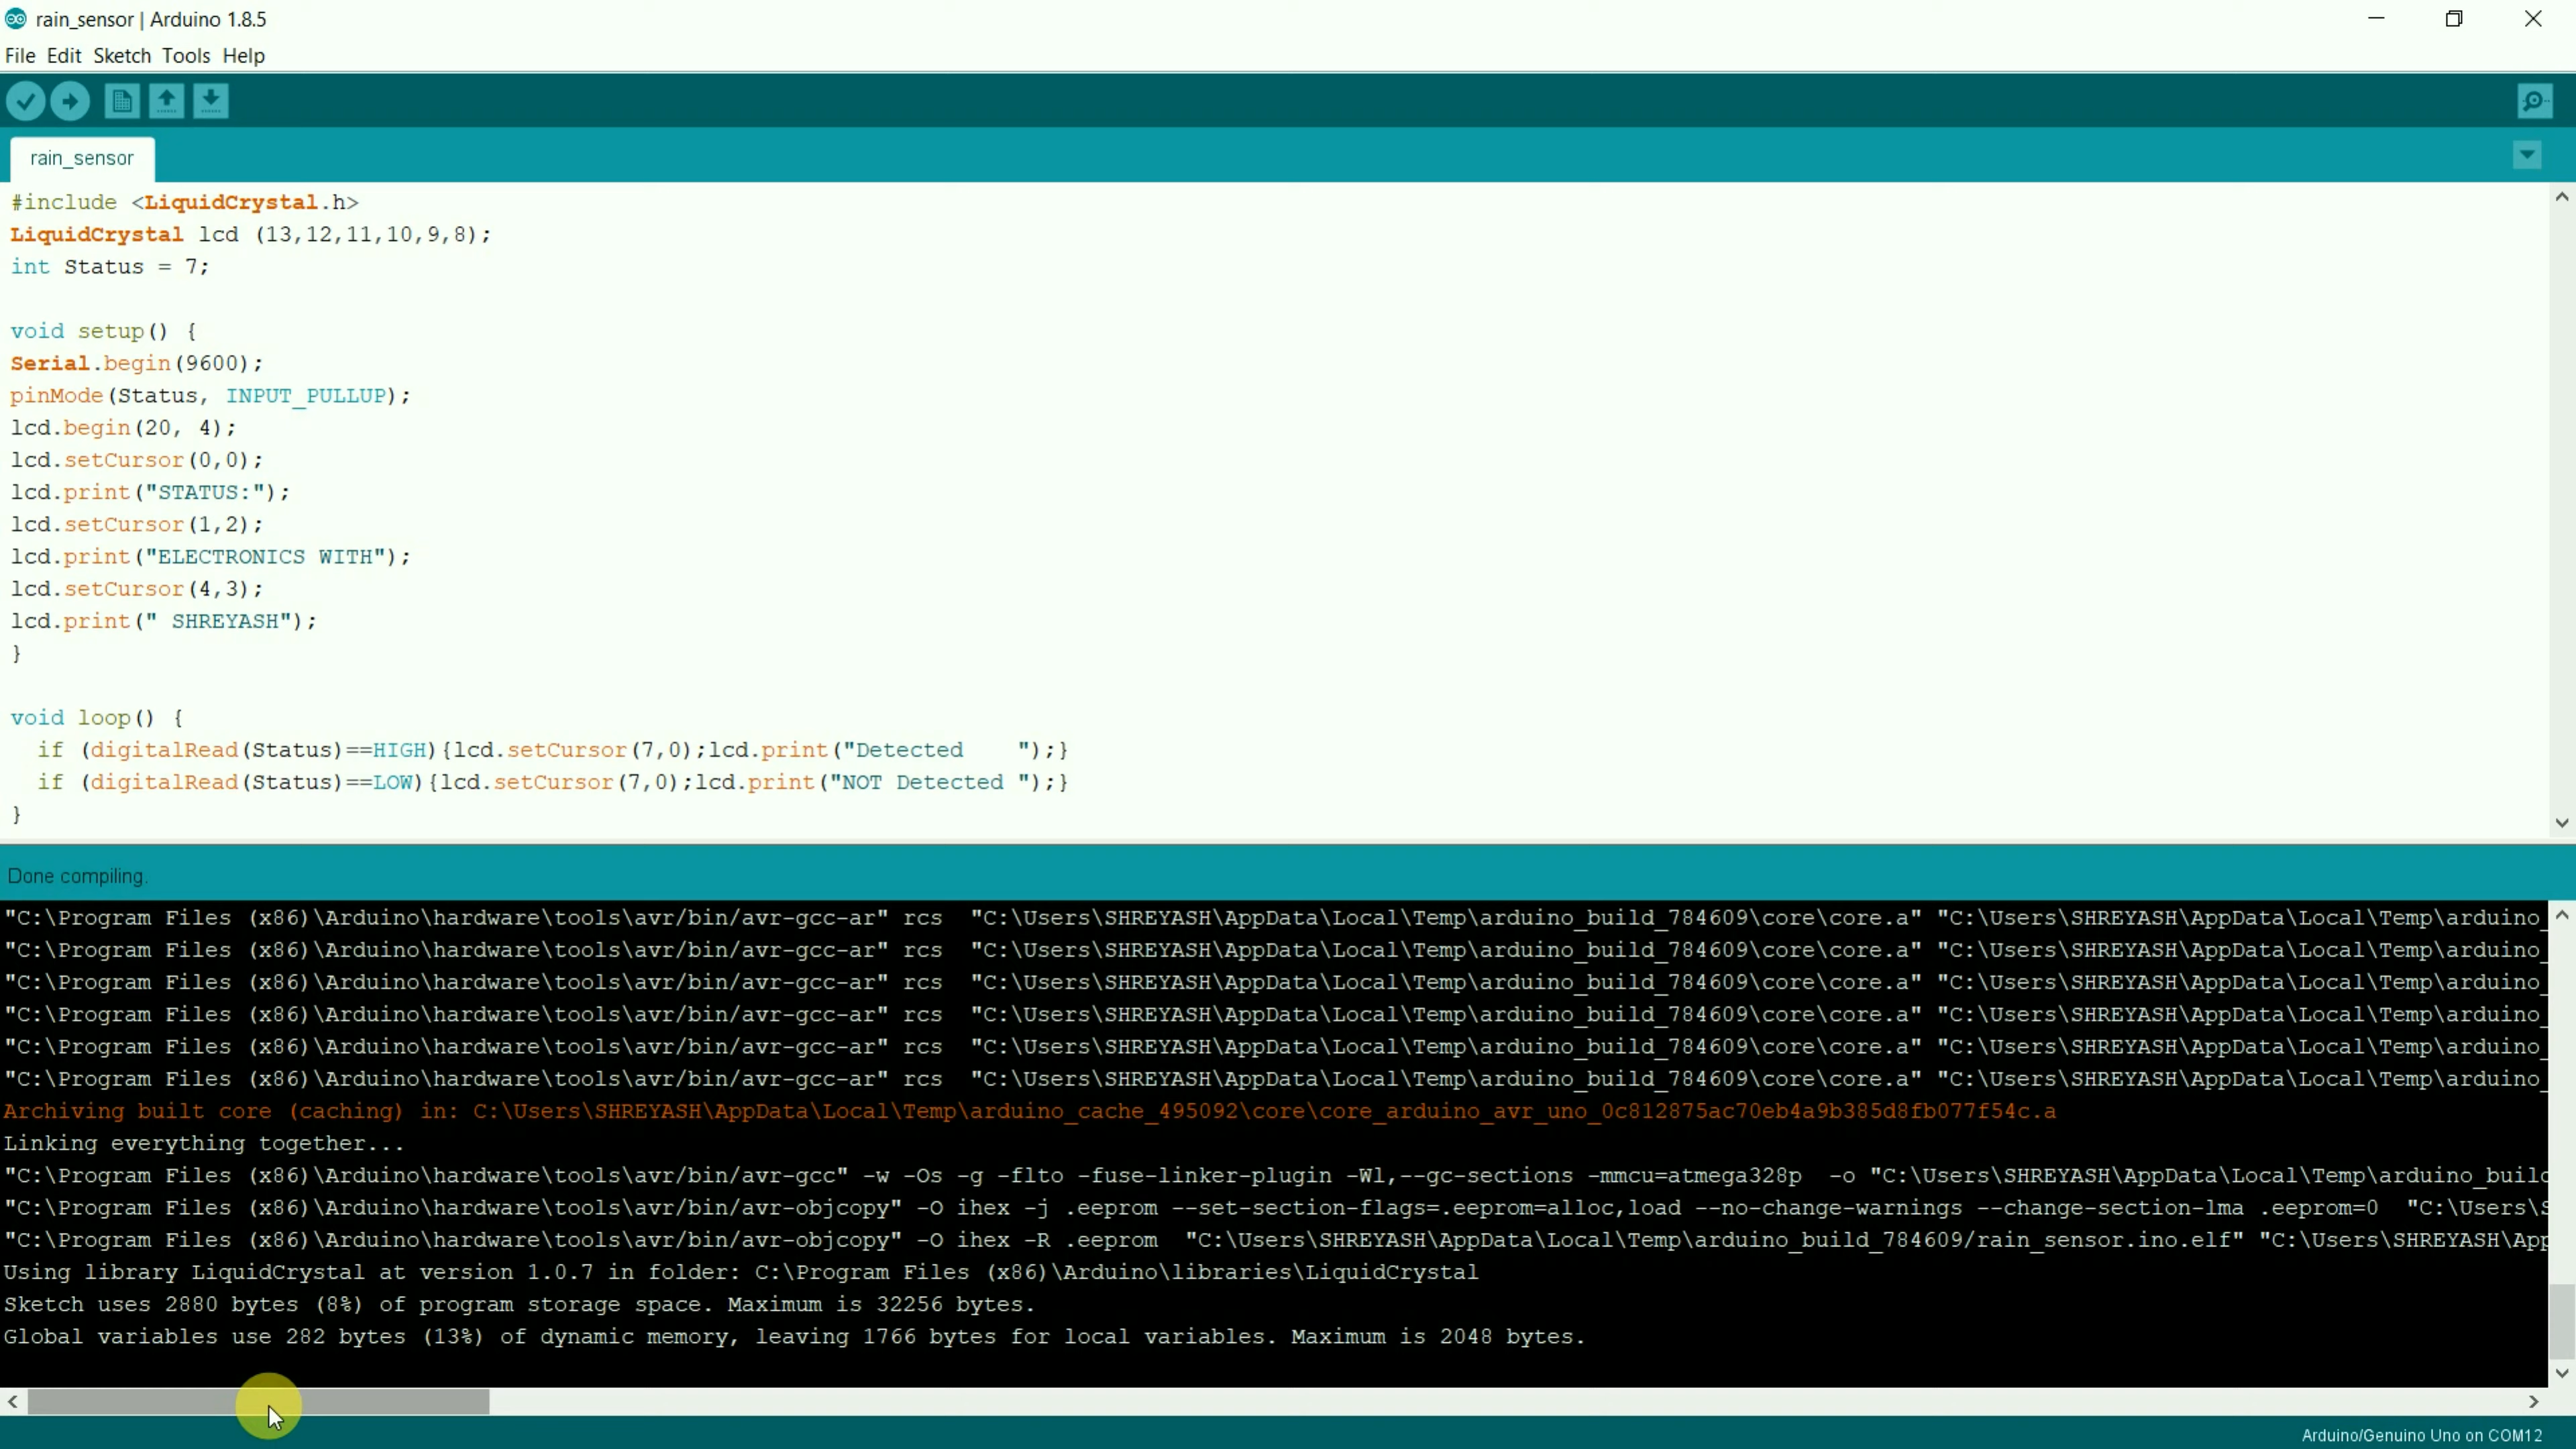 rain_sensor | Arduino 1.8.5
File Edit Sketch Tools Help
rain_sensor
#include <LiquidCrystal.h>
LiquidCrystal lcd (13,12,11,10,9,8);
int Status = 7;
void setup() {
Serial.begin(9600);
pinMode(Status, INPUT_PULLUP);
lcd.begin(20, 4);
lcd.setCursor(0,0);
lcd.print("STATUS:");
lcd.setCursor(1,2);
lcd.print("ELECTRONICS WITH");
lcd.setCursor(4,3);
lcd.print(" SHREYASH");
}
void loop() {
  if (digitalRead(Status)==HIGH){lcd.setCursor(7,0);lcd.print("Detected    ");}
  if (digitalRead(Status)==LOW){lcd.setCursor(7,0);lcd.print("NOT Detected ");}
}
Done compiling.
"C:\Program Files (x86)\Arduino\hardware\tools\avr/bin/avr-gcc-ar" rcs  "C:\Users\SHREYASH\AppData\Local\Temp\arduino_build_784609\core\core.a" "C:\Users\SHREYASH\AppData\Local\Temp\arduino_
"C:\Program Files (x86)\Arduino\hardware\tools\avr/bin/avr-gcc-ar" rcs  "C:\Users\SHREYASH\AppData\Local\Temp\arduino_build_784609\core\core.a" "C:\Users\SHREYASH\AppData\Local\Temp\arduino_
"C:\Program Files (x86)\Arduino\hardware\tools\avr/bin/avr-gcc-ar" rcs  "C:\Users\SHREYASH\AppData\Local\Temp\arduino_build_784609\core\core.a" "C:\Users\SHREYASH\AppData\Local\Temp\arduino_
"C:\Program Files (x86)\Arduino\hardware\tools\avr/bin/avr-gcc-ar" rcs  "C:\Users\SHREYASH\AppData\Local\Temp\arduino_build_784609\core\core.a" "C:\Users\SHREYASH\AppData\Local\Temp\arduino_
"C:\Program Files (x86)\Arduino\hardware\tools\avr/bin/avr-gcc-ar" rcs  "C:\Users\SHREYASH\AppData\Local\Temp\arduino_build_784609\core\core.a" "C:\Users\SHREYASH\AppData\Local\Temp\arduino_
"C:\Program Files (x86)\Arduino\hardware\tools\avr/bin/avr-gcc-ar" rcs  "C:\Users\SHREYASH\AppData\Local\Temp\arduino_build_784609\core\core.a" "C:\Users\SHREYASH\AppData\Local\Temp\arduino_
Archiving built core (caching) in: C:\Users\SHREYASH\AppData\Local\Temp\arduino_cache_495092\core\core_arduino_avr_uno_0c812875ac70eb4a9b385d8fb077f54c.a
Linking everything together...
"C:\Program Files (x86)\Arduino\hardware\tools\avr/bin/avr-gcc" -w -Os -g -flto -fuse-linker-plugin -Wl,--gc-sections -mmcu=atmega328p  -o "C:\Users\SHREYASH\AppData\Local\Temp\arduino_build
"C:\Program Files (x86)\Arduino\hardware\tools\avr/bin/avr-objcopy" -O ihex -j .eeprom --set-section-flags=.eeprom=alloc,load --no-change-warnings --change-section-lma .eeprom=0  "C:\Users\S
"C:\Program Files (x86)\Arduino\hardware\tools\avr/bin/avr-objcopy" -O ihex -R .eeprom  "C:\Users\SHREYASH\AppData\Local\Temp\arduino_build_784609/rain_sensor.ino.elf" "C:\Users\SHREYASH\App
Using library LiquidCrystal at version 1.0.7 in folder: C:\Program Files (x86)\Arduino\libraries\LiquidCrystal
Sketch uses 2880 bytes (8%) of program storage space. Maximum is 32256 bytes.
Global variables use 282 bytes (13%) of dynamic memory, leaving 1766 bytes for local variables. Maximum is 2048 bytes.
Arduino/Genuino Uno on COM12